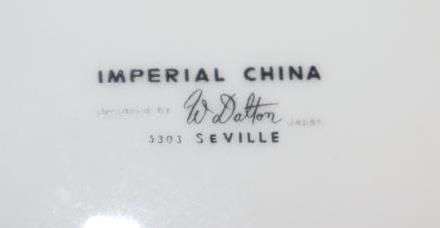 IMPERIAL CHINA
designed by W Dalton Japan
5303 SEVILLE